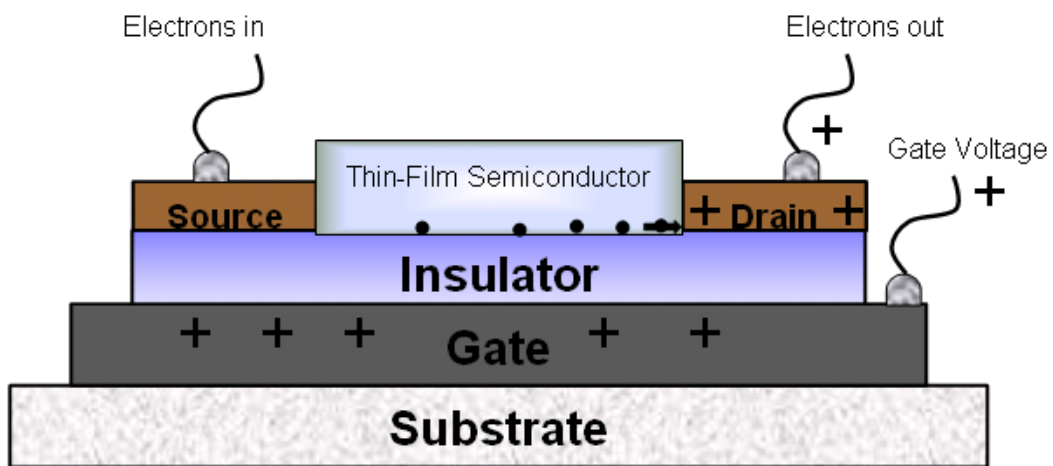 Electrons in
Electrons out
+
Gate Voltage
+
Thin-Film Semiconductor
Source
+ Drain +
Insulator
+ + + + +
Gate
Substrate